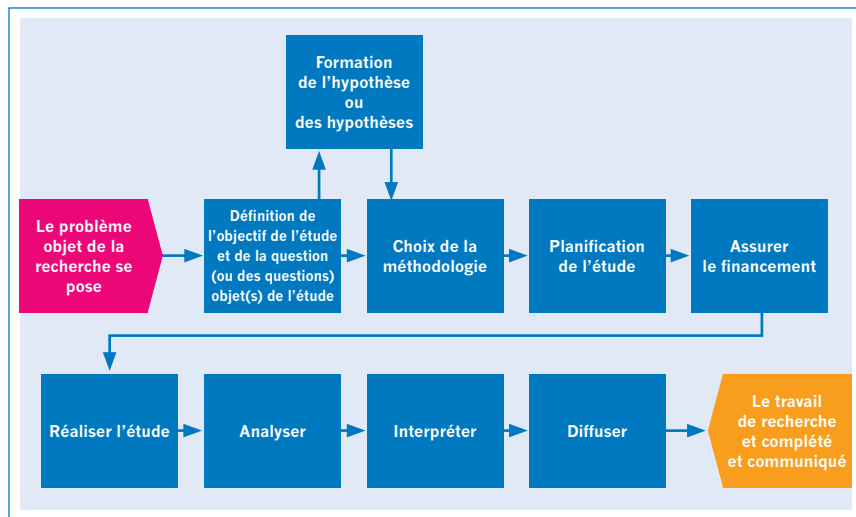 Formation
de l’hypothèse
ou
des hypothèses
Le problème
objet de la
recherche se
pose
Définition de
l’objectif de l’étude
et de la question
(ou des questions)
objet(s) de l’étude
Choix de la
méthodologie
Planification
de l’étude
Assurer
le financement
Réaliser l’étude
Analyser
Interpréter
Diffuser
Le travail
de recherche
et complété
et communiqué